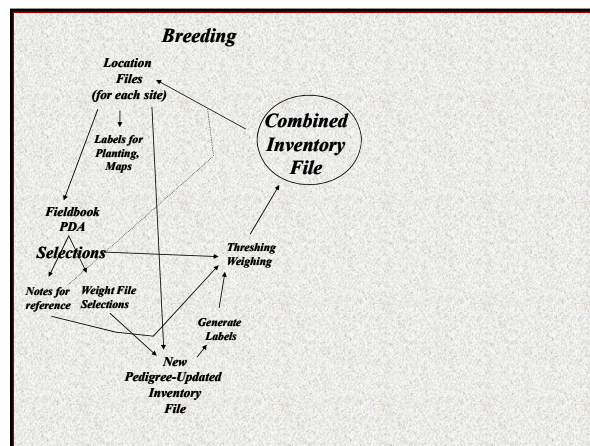 Breeding
Location
Files
(for each site)
Combined
Inventory
File
Labels for
Planting,
Maps
Fieldbook
PDA
Selections
Threshing
Weighing
Notes for
reference
Weight File
Selections
Generate
Labels
New
Pedigree-Updated
Inventory
File